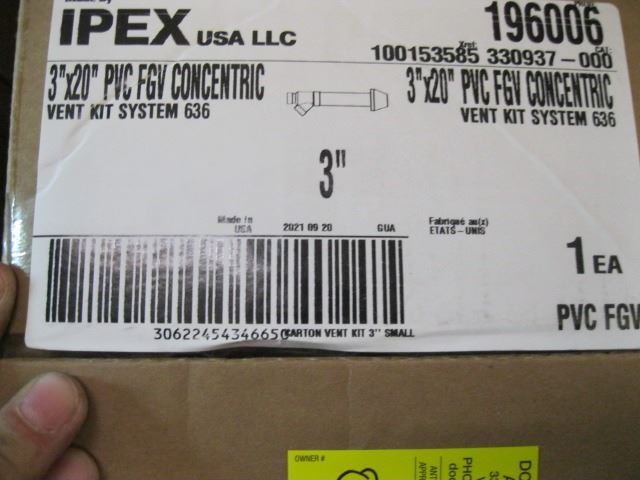 IPEX USA LLC
196006
100153585 330937-000
3"x20" PVC FGV CONCENTRIC
VENT KIT SYSTEM 636
3"x20" PVC FGV CONCENTRIC
VENT KIT SYSTEM 636
3"
Made in
USA
2021 09 20
GUA
Fabriqué au(x)
ETATS-UNIS
1 EA
PVC FGV
30622454346650
KARTON VENT KIT 3" SMALL
OWNER #